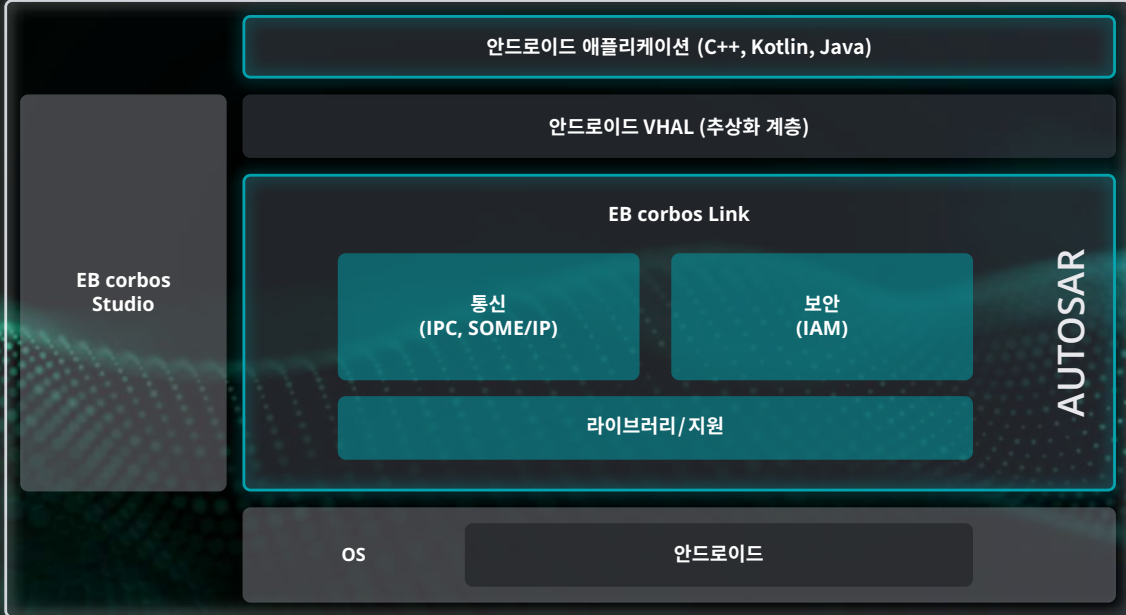 안드로이드 애플리케이션 (C++, Kotlin, Java)
안드로이드 VHAL (추상화 계층)
EB corbos
Studio
EB corbos Link
통신
(IPC, SOME/IP)
보안
(IAM)
라이브러리/지원
AUTOSAR
OS
안드로이드